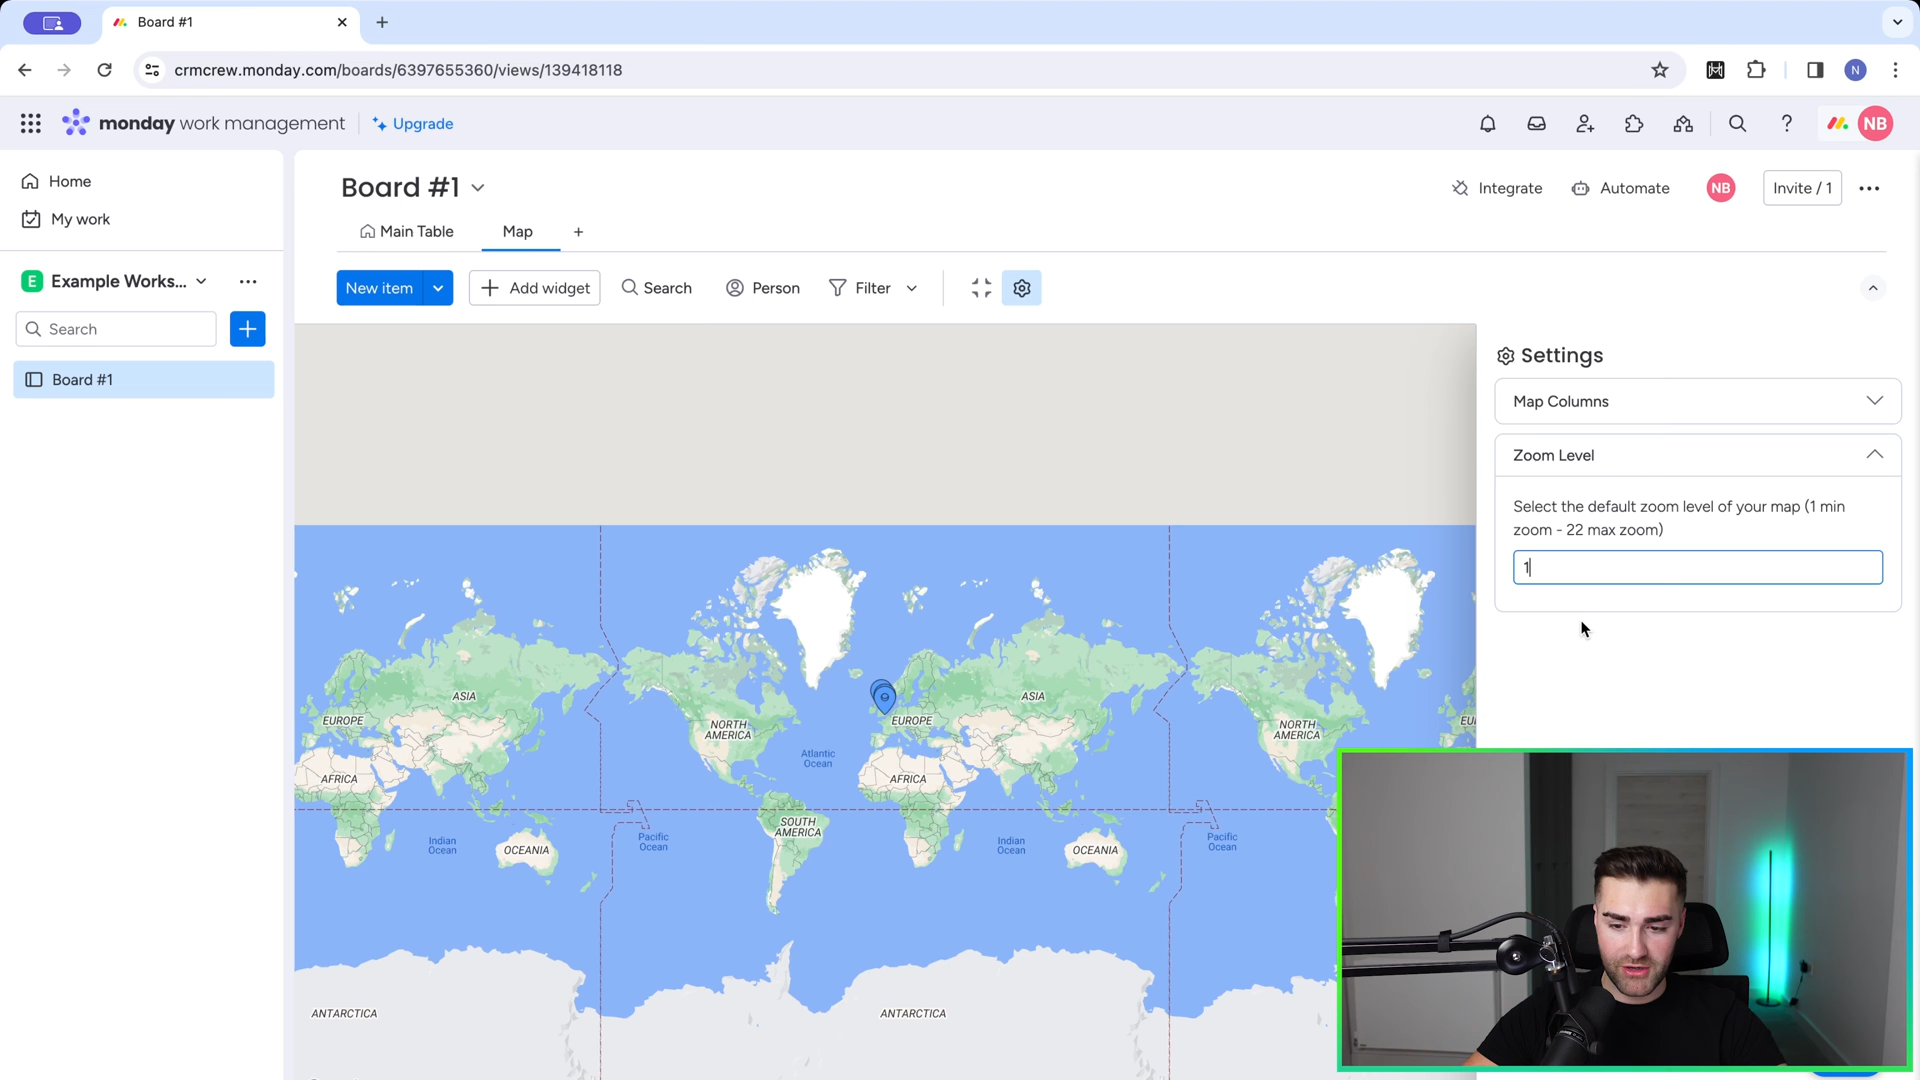 Board #1
crmcrew.monday.com/boards/6397655360/views/139418118
N
monday work management
Upgrade
NB
Home
My work
E Example Works...
Search
Board #1
Board #1
Integrate
Automate
NB
Invite / 1
Main Table
Map
New item
Add widget
Search
Person
Filter
Settings
Map Columns
Zoom Level
Select the default zoom level of your map (1 min
zoom - 22 max zoom)
1
ASIA
EUROPE
AFRICA
Indian
Ocean
OCEANIA
Pacific
Ocean
NORTH
AMERICA
Atlantic
Ocean
SOUTH
AMERICA
EUROPE
ASIA
AFRICA
Indian
Ocean
OCEANIA
Pacific
Ocean
NORTH
AMERICA
EU
ANTARCTICA
ANTARCTICA